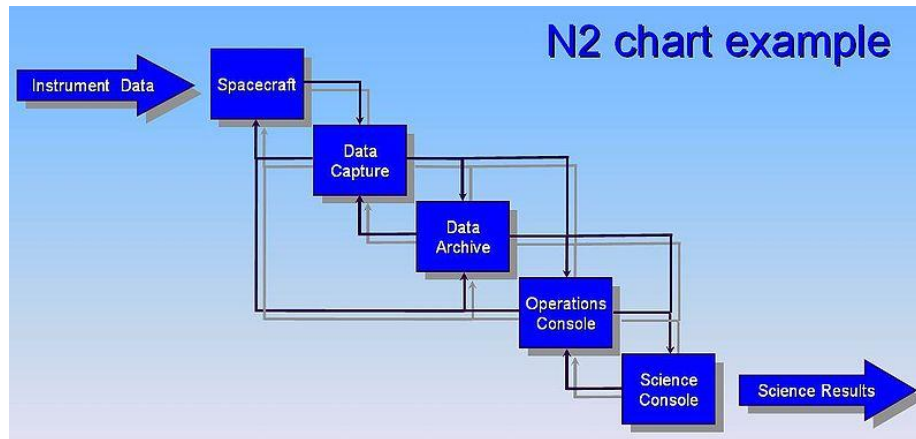 N2 chart example
Instrument Data
Spacecraft
Data
Capture
Data
Archive
Operations
Console
Science
Console
Science Results